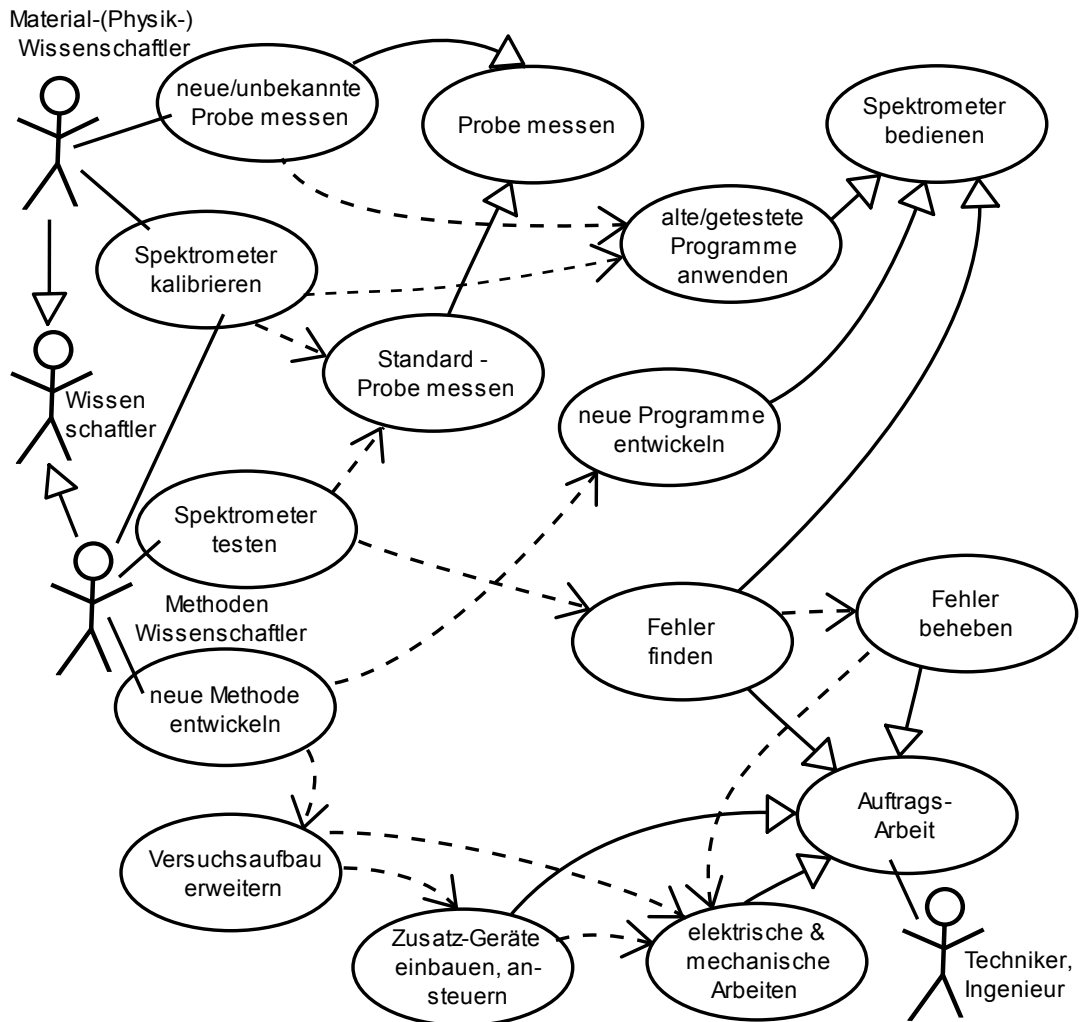 Material-(Physik-)
Wissenschaftler
neue/unbekannte
Probe messen
Probe messen
Spektrometer
bedienen
alte/getestete
Programme
anwenden
Spektrometer
kalibrieren
Standard -
Probe messen
Wissen
schaftler
neue Programme
entwickeln
Spektrometer
testen
Methoden
Wissenschaftler
Fehler
finden
Fehler
beheben
neue Methode
entwickeln
Auftrags-
Arbeit
Versuchsaufbau
erweitern
Zusatz-Geräte
einbauen, an-
steuern
elektrische &
mechanische
Arbeiten
Techniker,
Ingenieur